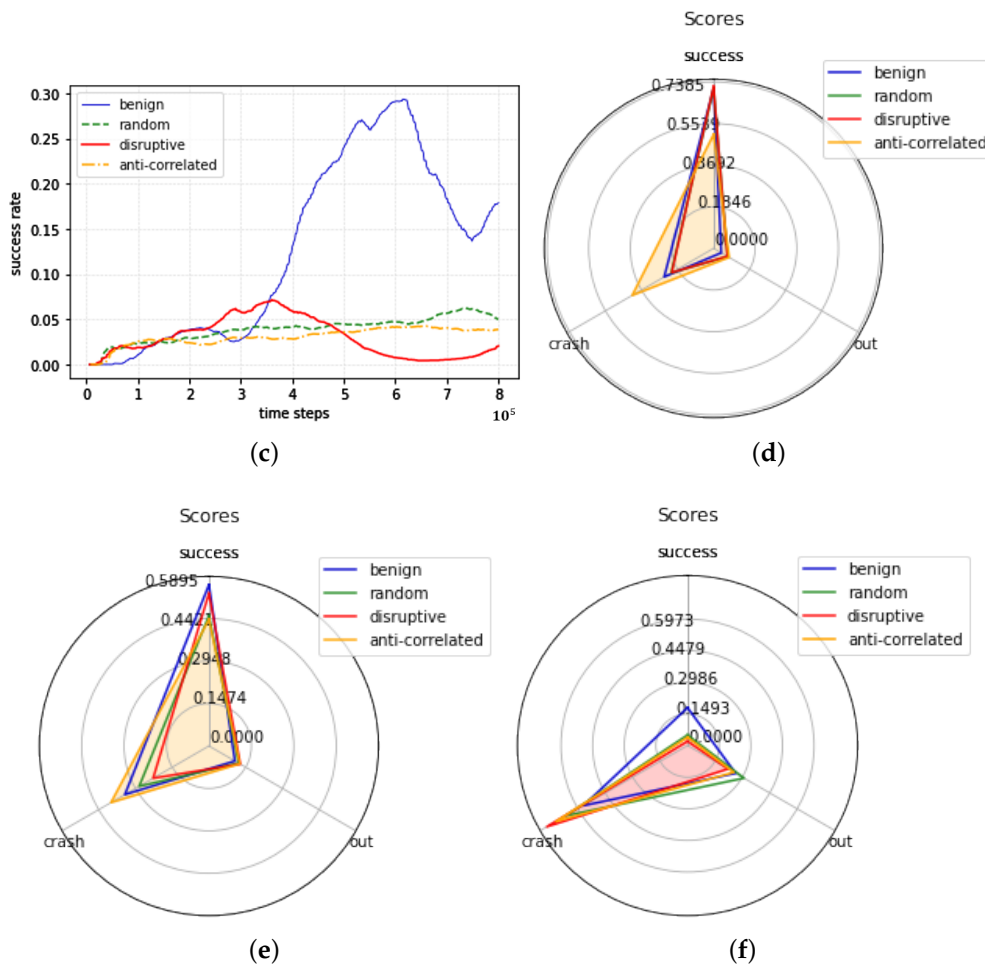 0.30
0.25
0.20
0.15
0.10
0.05
0.00
success rate
benign
random
disruptive
anti-correlated
0 1 2 3 4 5 6 7 8
time steps
10⁵
(c)
Scores
success
0.7385
0.5539
0.3692
0.1846
0.0000
crash
out
benign
random
disruptive
anti-correlated
(d)
Scores
success
0.5895
0.4421
0.2948
0.1474
0.0000
crash
out
benign
random
disruptive
anti-correlated
(e)
Scores
success
0.5973
0.4479
0.2986
0.1493
0.0000
crash
out
benign
random
disruptive
anti-correlated
(f)